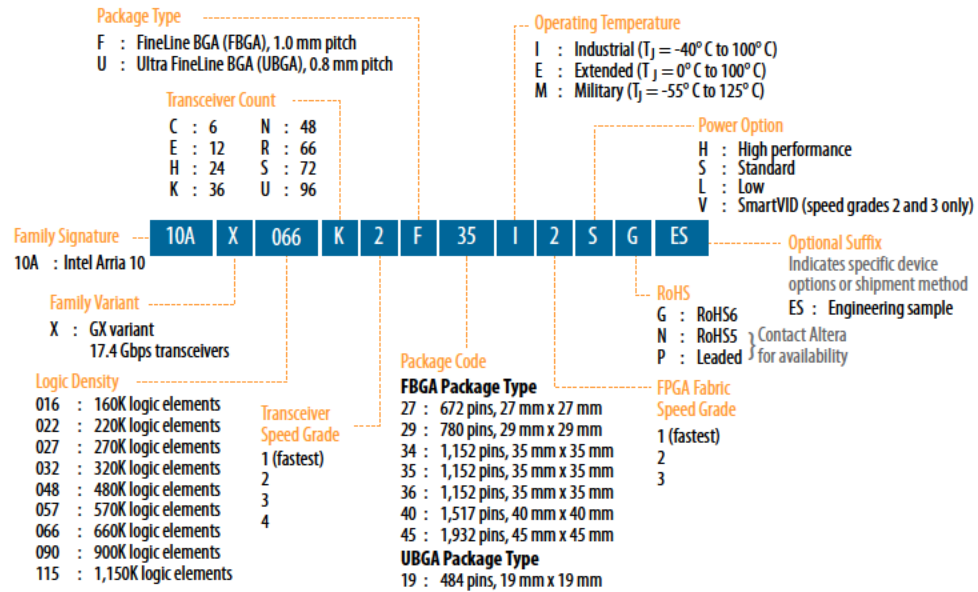 Package Type
F : FineLine BGA (FBGA), 1.0 mm pitch
U : Ultra FineLine BGA (UBGA), 0.8 mm pitch
Operating Temperature
I : Industrial (TJ = -40° C to 100° C)
E : Extended (TJ = 0° C to 100° C)
M : Military (TJ = -55° C to 125° C)
Transceiver Count
C : 6 N : 48
E : 12 R : 66
H : 24 S : 72
K : 36 U : 96
Power Option
H : High performance
S : Standard
L : Low
V : SmartVID (speed grades 2 and 3 only)
Family Signature
10A : Intel Arria 10
10A X 066 K 2 F 35 I 2 S G ES
Optional Suffix
Indicates specific device
options or shipment method
ES : Engineering sample
Family Variant
X : GX variant
17.4 Gbps transceivers
RoHS
G : RoHS6
N : RoHS5
P : Leaded
Contact Altera
for availability
Logic Density
016 : 160K logic elements
022 : 220K logic elements
027 : 270K logic elements
032 : 320K logic elements
048 : 480K logic elements
057 : 570K logic elements
066 : 660K logic elements
090 : 900K logic elements
115 : 1,150K logic elements
Transceiver
Speed Grade
1 (fastest)
2
3
4
Package Code
FBGA Package Type
27 : 672 pins, 27 mm x 27 mm
29 : 780 pins, 29 mm x 29 mm
34 : 1,152 pins, 35 mm x 35 mm
35 : 1,152 pins, 35 mm x 35 mm
36 : 1,152 pins, 35 mm x 35 mm
40 : 1,517 pins, 40 mm x 40 mm
45 : 1,932 pins, 45 mm x 45 mm
UBGA Package Type
19 : 484 pins, 19 mm x 19 mm
FPGA Fabric
Speed Grade
1 (fastest)
2
3